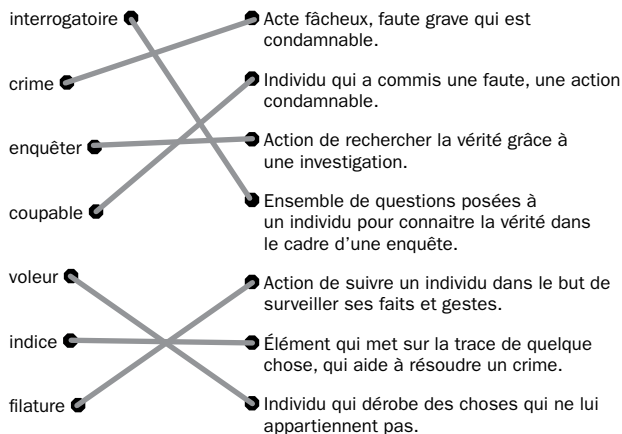 interrogatoire
crime
enquêter
coupable
voleur
indice
filature
Acte fâcheux, faute grave qui est
condamnable.
Individu qui a commis une faute, une action
condamnable.
Action de rechercher la vérité grâce à
une investigation.
Ensemble de questions posées à
un individu pour connaitre la vérité dans
le cadre d’une enquête.
Action de suivre un individu dans le but de
surveiller ses faits et gestes.
Élément qui met sur la trace de quelque
chose, qui aide à résoudre un crime.
Individu qui dérobe des choses qui ne lui
appartiennent pas.